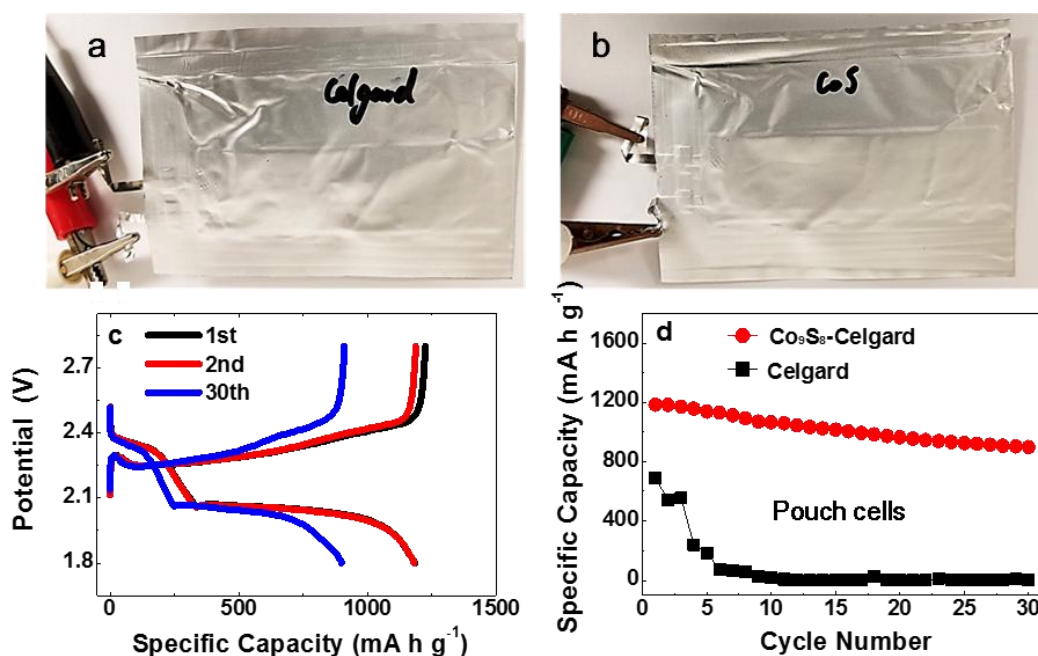 a
Celgard
b
CoS
c
1st
2nd
30th
2.7
2.4
2.1
1.8
Potential (V)
0
500
1000
1500
Specific Capacity (mA h g⁻¹)
d
Co₉S₈-Celgard
Celgard
1600
1200
800
400
0
Pouch cells
Specific Capacity (mA h g⁻¹)
0
5
10
15
20
25
30
Cycle Number